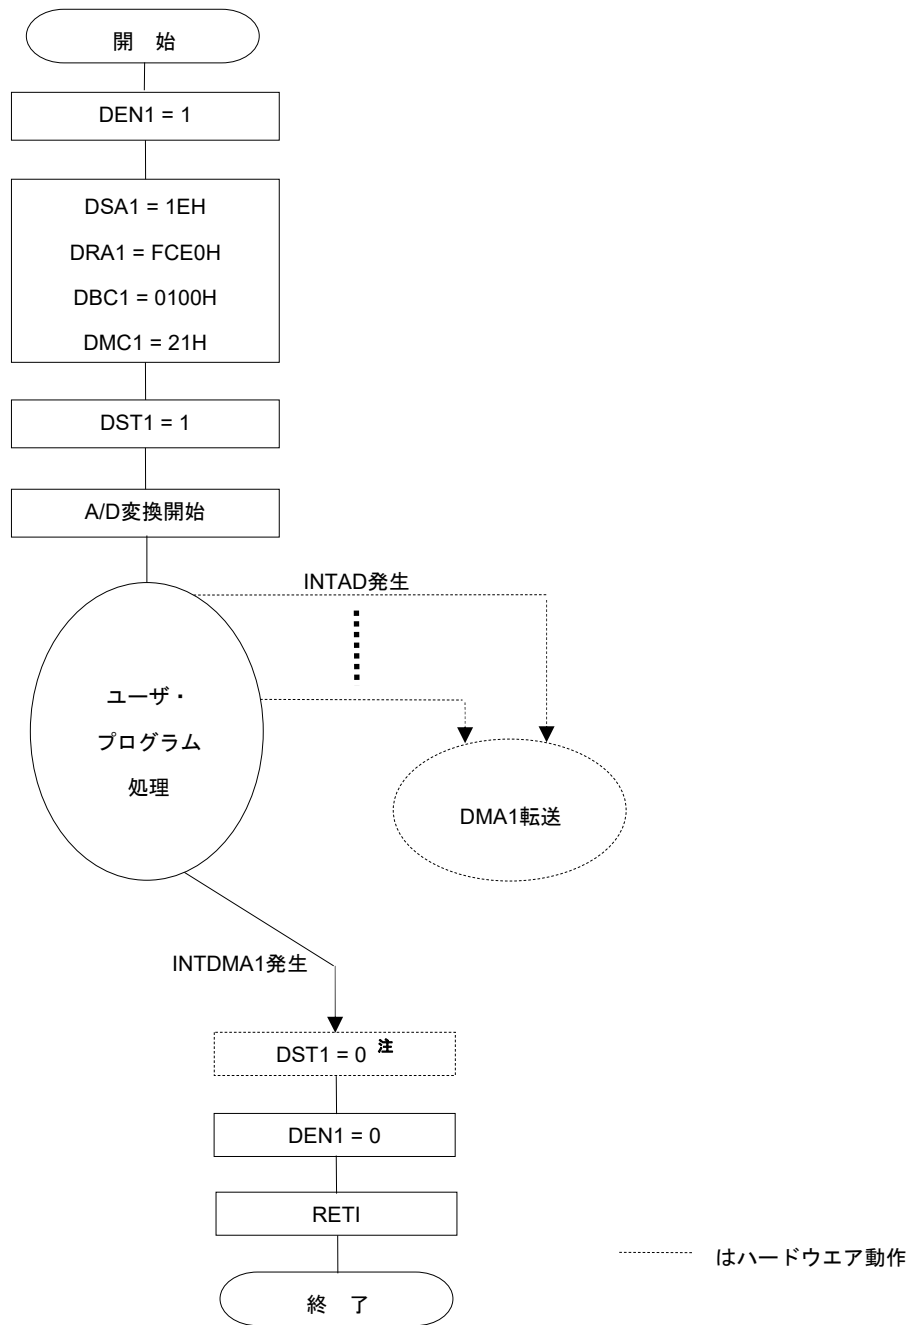 開　始
DEN1 = 1
DSA1 = 1EH
DRA1 = FCE0H
DBC1 = 0100H
DMC1 = 21H
DST1 = 1
A/D変換開始
INTAD発生
ユーザ・
プログラム
処理
DMA1転送
INTDMA1発生
DST1 = 0 注
DEN1 = 0
RETI
はハードウエア動作
終　了